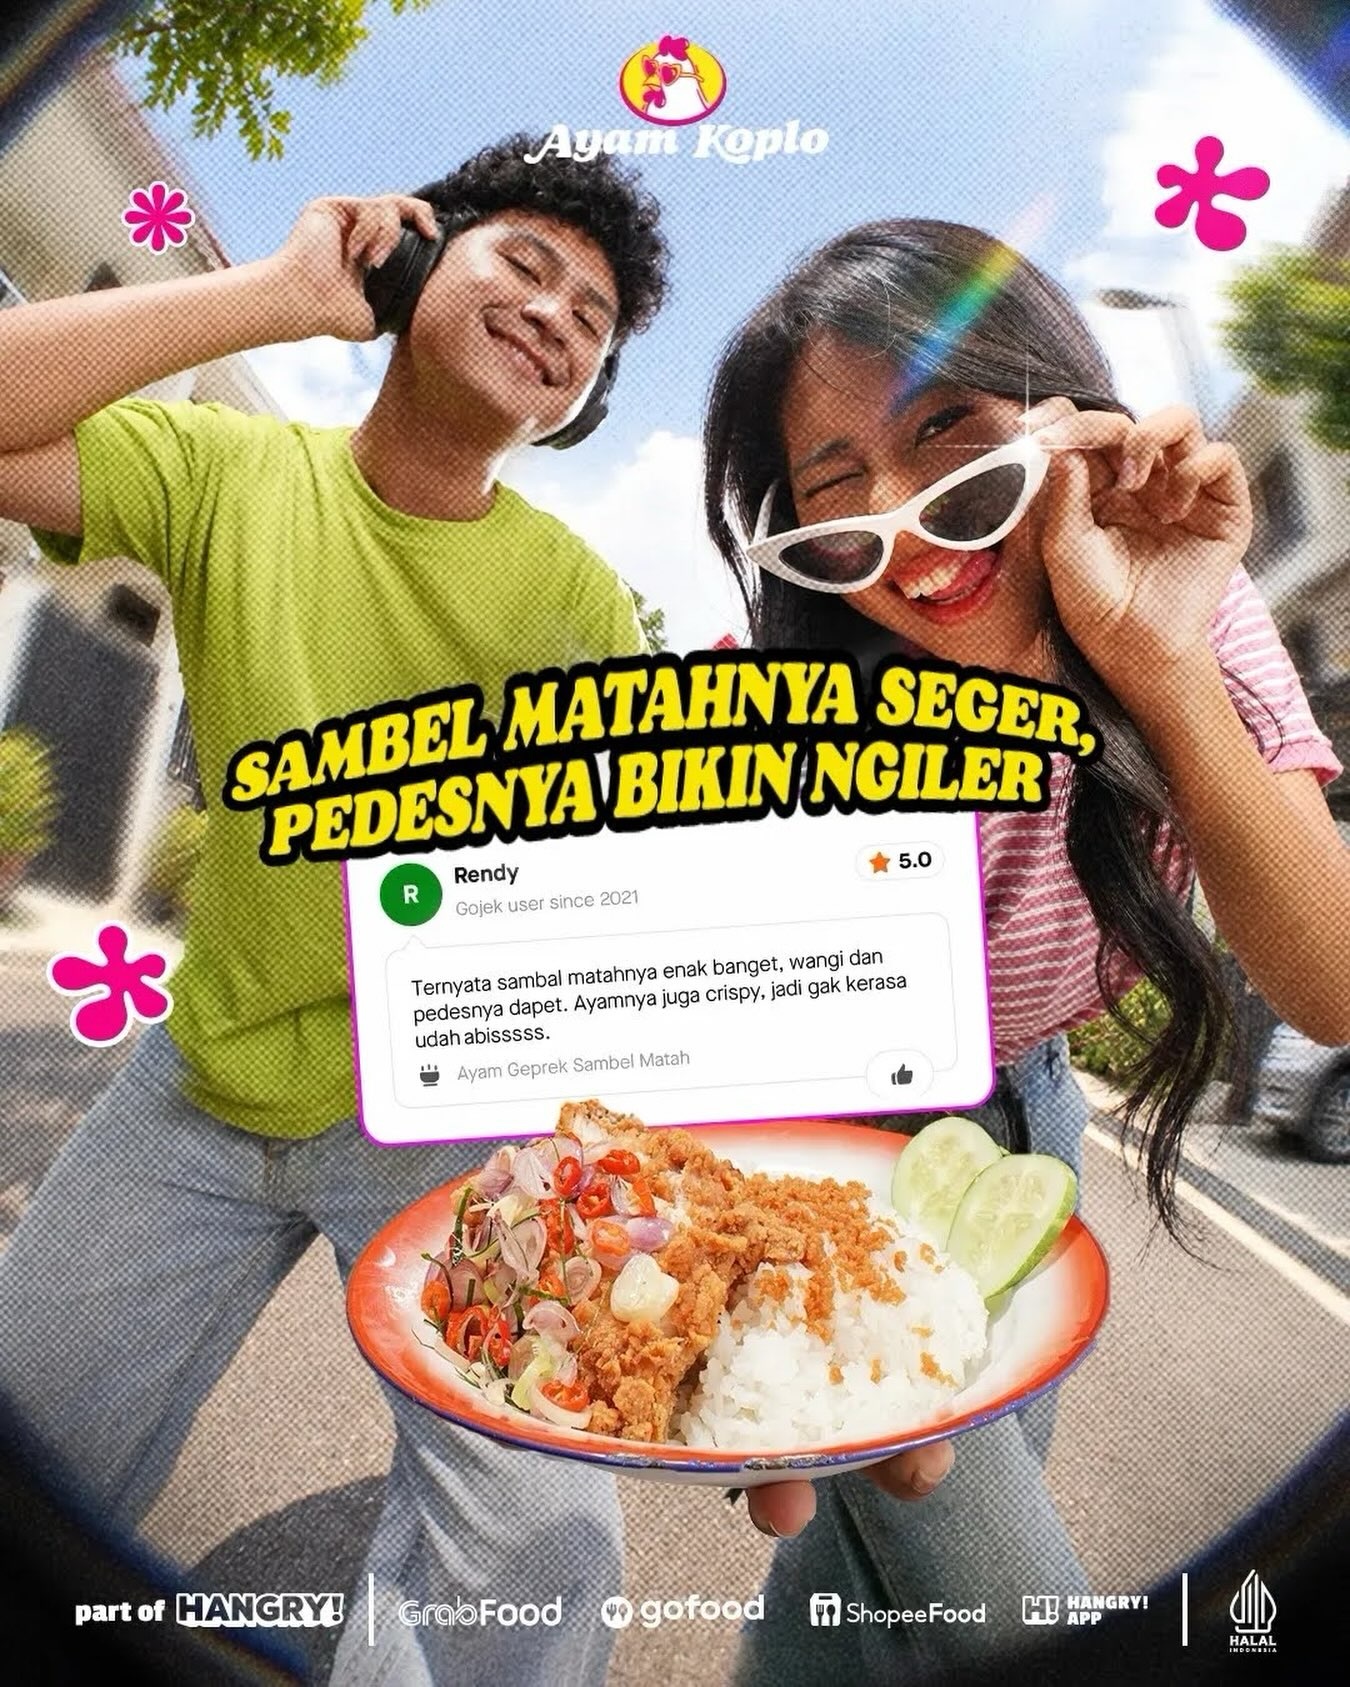 Ayam Koplo
SAMBEL MATAHNYA SEGER,
PEDESNYA BIKIN NGILER
R
Rendy
5.0
Gojek user since 2021
Ternyata sambal matahnya enak banget, wangi dan
pedesnya dapet. Ayamnya juga crispy, jadi gak kerasa
udah abisssss.
Ayam Geprek Sambel Matah
part of HANGRY!
GrabFood
gofood
ShopeeFood
H! HANGRY!
APP
HALAL
INDONESIA